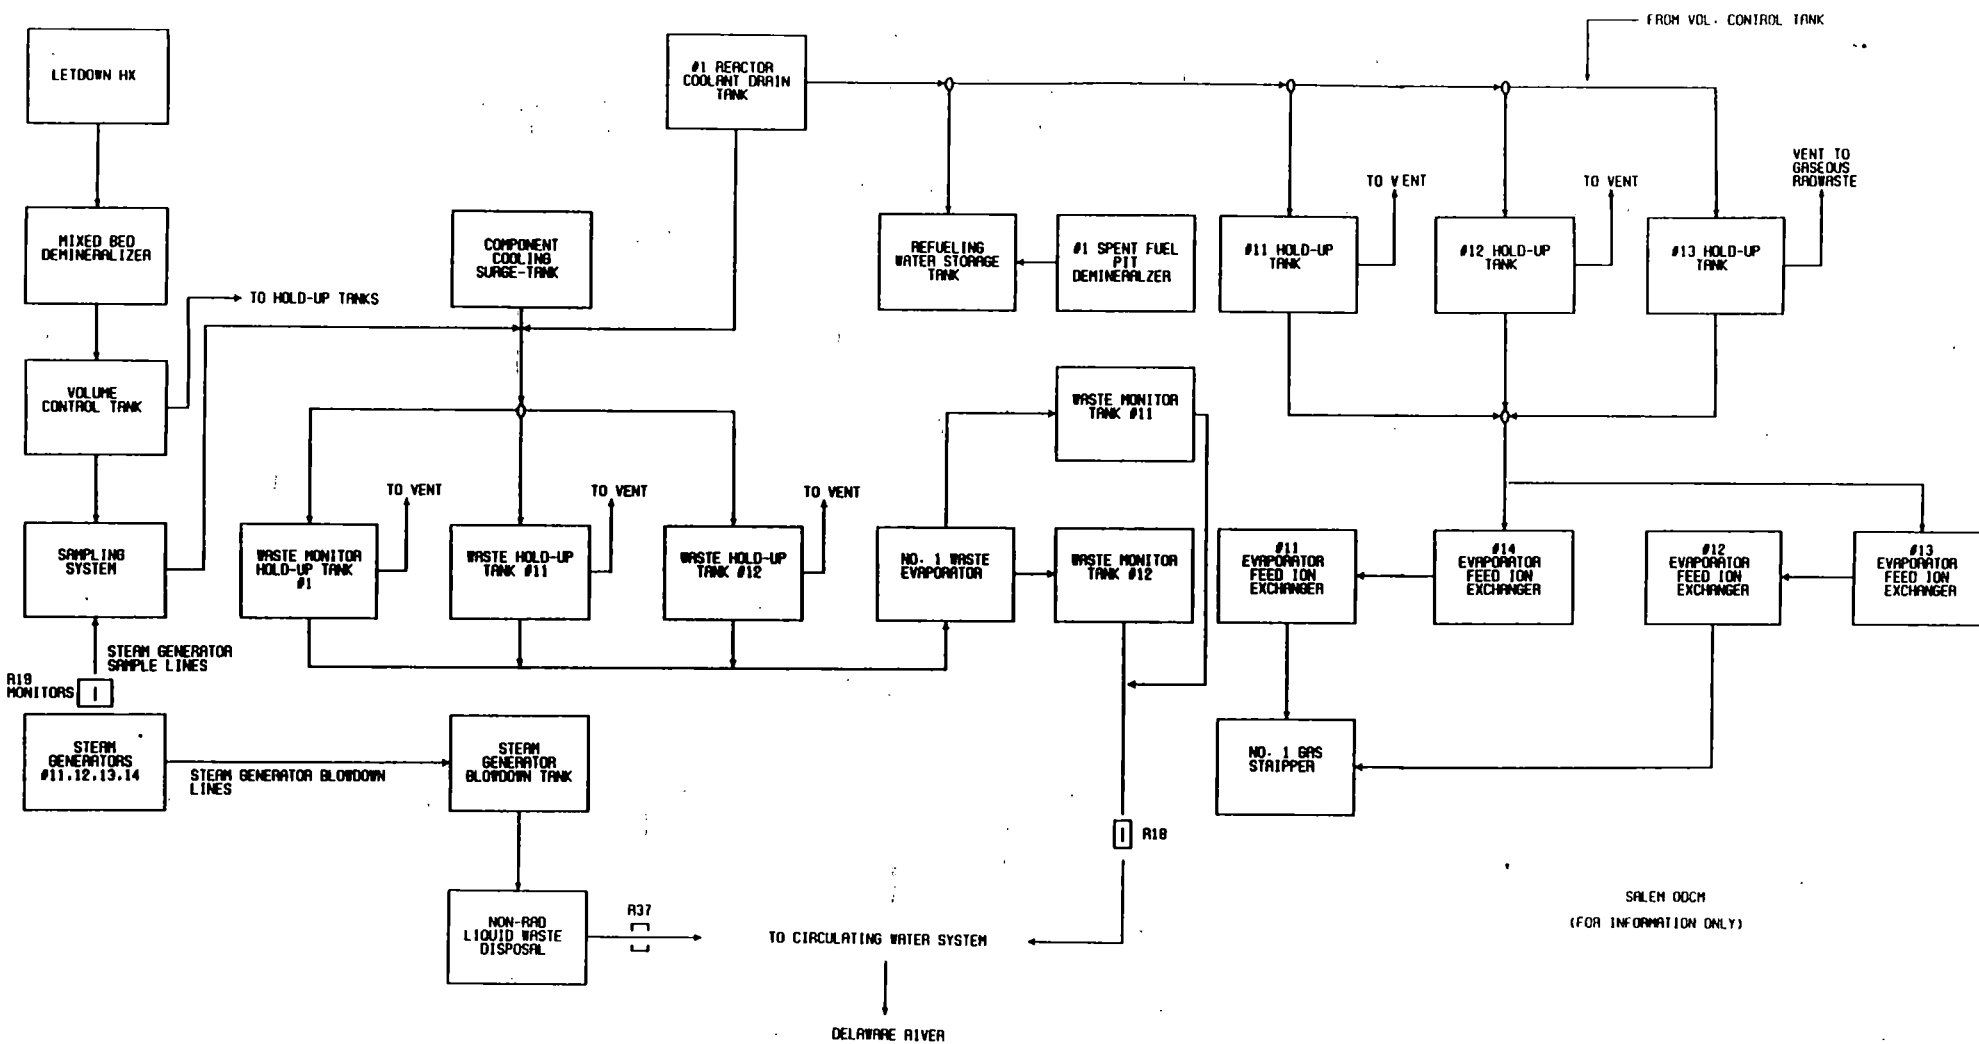 FROM VOL. CONTROL TANK
LETDOWN HX
#1 REACTOR
COOLANT DRAIN
TANK
VENT TO
GASEOUS
RADWASTE
TO VENT
TO VENT
MIXED BED
DEMINERALIZER
COMPONENT
COOLING
SURGE-TANK
REFUELING
WATER STORAGE
TANK
#1 SPENT FUEL
PIT
DEMINERALZER
#11 HOLD-UP
TANK
#12 HOLD-UP
TANK
#13 HOLD-UP
TANK
TO HOLD-UP TANKS
VOLUME
CONTROL TANK
WASTE MONITOR
TANK #11
TO VENT
TO VENT
TO VENT
SAMPLING
SYSTEM
WASTE MONITOR
HOLD-UP TANK
#1
WASTE HOLD-UP
TANK #11
WASTE HOLD-UP
TANK #12
NO. 1 WASTE
EVAPORATOR
WASTE MONITOR
TANK #12
#11
EVAPORATOR
FEED ION
EXCHANGER
#14
EVAPORATOR
FEED ION
EXCHANGER
#12
EVAPORATOR
FEED ION
EXCHANGER
#13
EVAPORATOR
FEED ION
EXCHANGER
STEAM GENERATOR
SAMPLE LINES
R19
MONITORS
I
STEAM
GENERATORS
#11,12,13,14
STEAM GENERATOR BLOWDOWN
LINES
STEAM
GENERATOR
BLOWDOWN TANK
NO. 1 GAS
STRIPPER
I
R18
NON-RAD
LIQUID WASTE
DISPOSAL
R37
TO CIRCULATING WATER SYSTEM
SALEM ODCM
(FOR INFORMATION ONLY)
DELAWARE RIVER